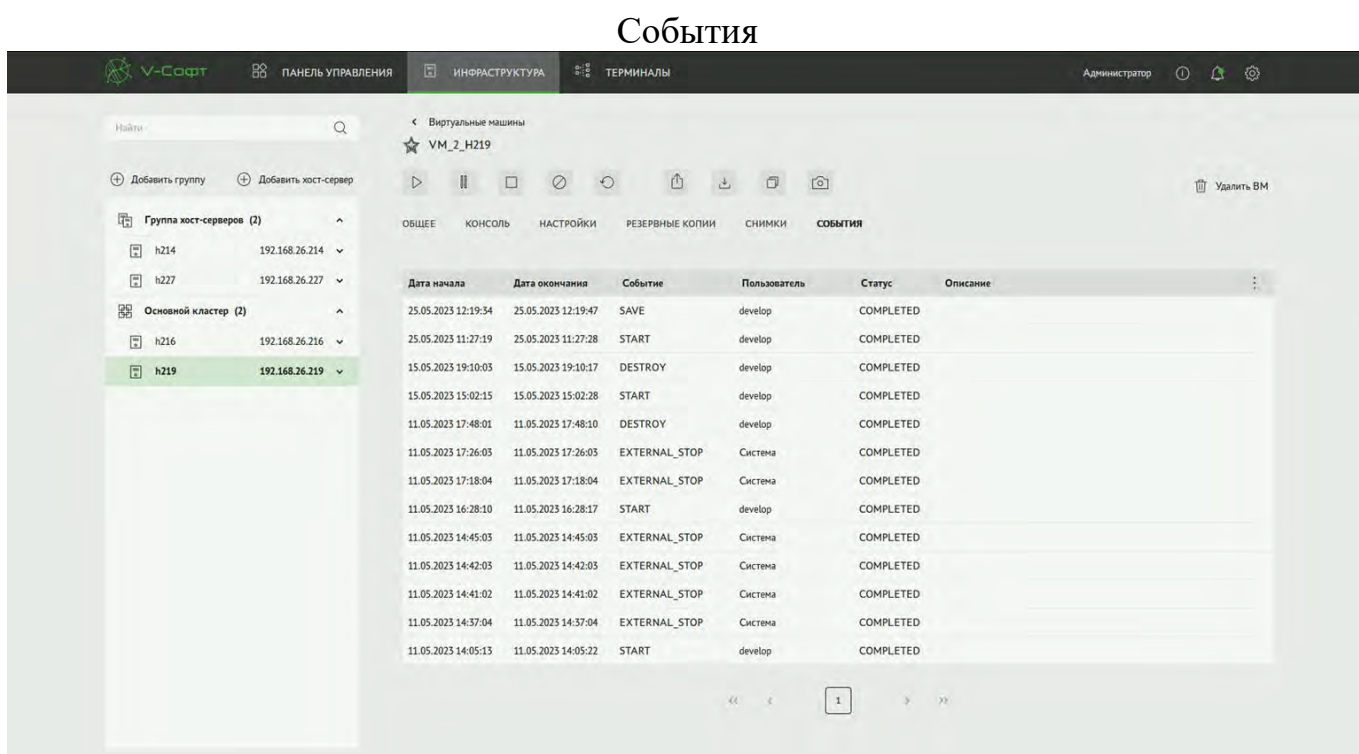 События
V-Софт ПАНЕЛЬ УПРАВЛЕНИЯ ИНФРАСТРУКТУРА ТЕРМИНАЛЫ Администратор
Найти
Добавить группу Добавить хост-сервер
Группа хост-серверов (2)
h214 192.168.26.214
h227 192.168.26.227
Основной кластер (2)
h216 192.168.26.216
h219 192.168.26.219
Виртуальные машины
VM_2_H219
Удалить ВМ
ОБЩЕЕ КОНСОЛЬ НАСТРОЙКИ РЕЗЕРВНЫЕ КОПИИ СНИМКИ СОБЫТИЯ
Дата начала Дата окончания Событие Пользователь Статус Описание
25.05.2023 12:19:34 25.05.2023 12:19:47 SAVE develop COMPLETED
25.05.2023 11:27:19 25.05.2023 11:27:28 START develop COMPLETED
15.05.2023 19:10:03 15.05.2023 19:10:17 DESTROY develop COMPLETED
15.05.2023 15:02:15 15.05.2023 15:02:28 START develop COMPLETED
11.05.2023 17:48:01 11.05.2023 17:48:10 DESTROY develop COMPLETED
11.05.2023 17:26:03 11.05.2023 17:26:03 EXTERNAL_STOP Система COMPLETED
11.05.2023 17:18:04 11.05.2023 17:18:04 EXTERNAL_STOP Система COMPLETED
11.05.2023 16:28:10 11.05.2023 16:28:17 START develop COMPLETED
11.05.2023 14:45:03 11.05.2023 14:45:03 EXTERNAL_STOP Система COMPLETED
11.05.2023 14:42:03 11.05.2023 14:42:03 EXTERNAL_STOP Система COMPLETED
11.05.2023 14:41:02 11.05.2023 14:41:02 EXTERNAL_STOP Система COMPLETED
11.05.2023 14:37:04 11.05.2023 14:37:04 EXTERNAL_STOP Система COMPLETED
11.05.2023 14:05:13 11.05.2023 14:05:22 START develop COMPLETED
1